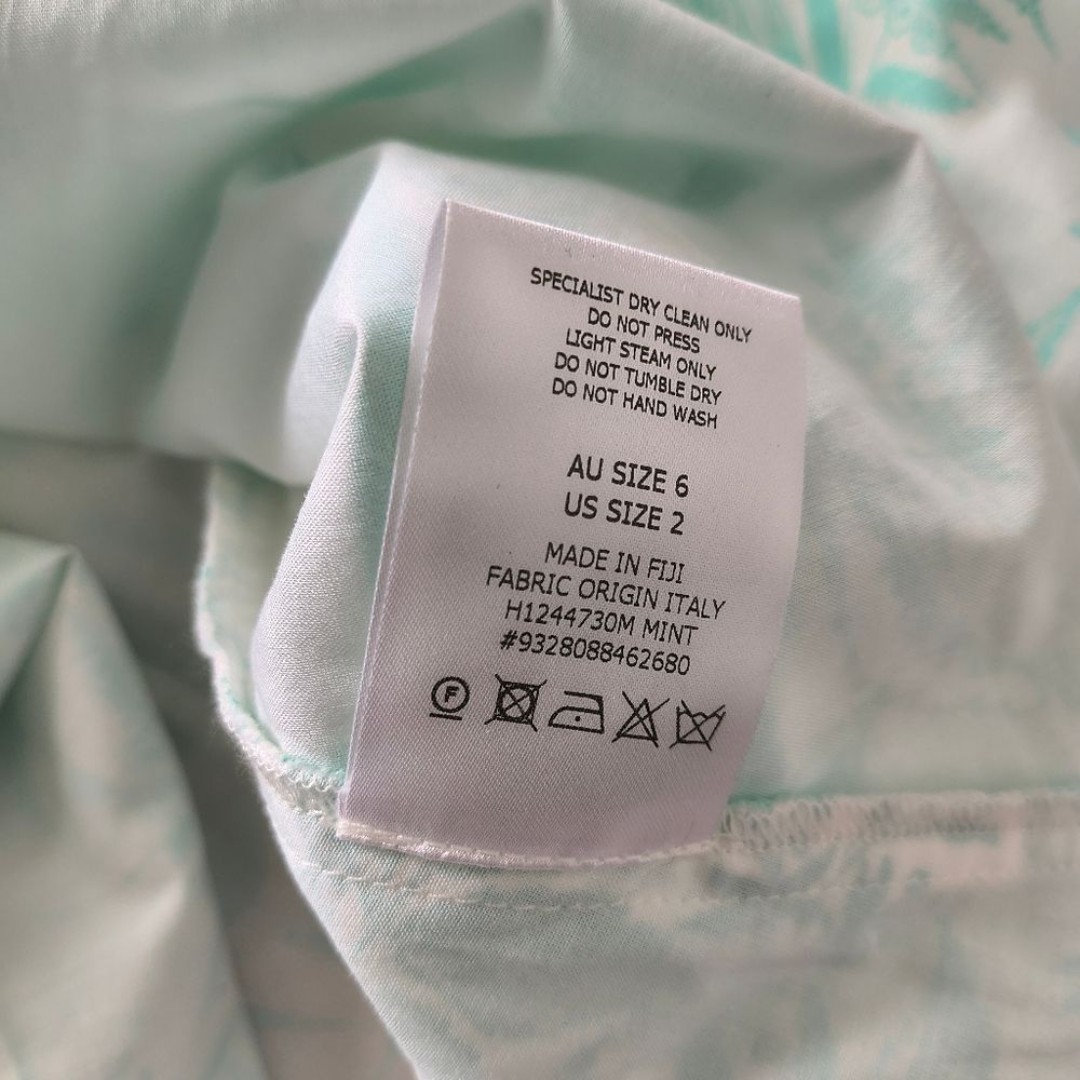 SPECIALIST DRY CLEAN ONLY
DO NOT PRESS
LIGHT STEAM ONLY
DO NOT TUMBLE DRY
DO NOT HAND WASH
AU SIZE 6
US SIZE 2
MADE IN FIJI
FABRIC ORIGIN ITALY
H1244730M MINT
#9328088462680
F